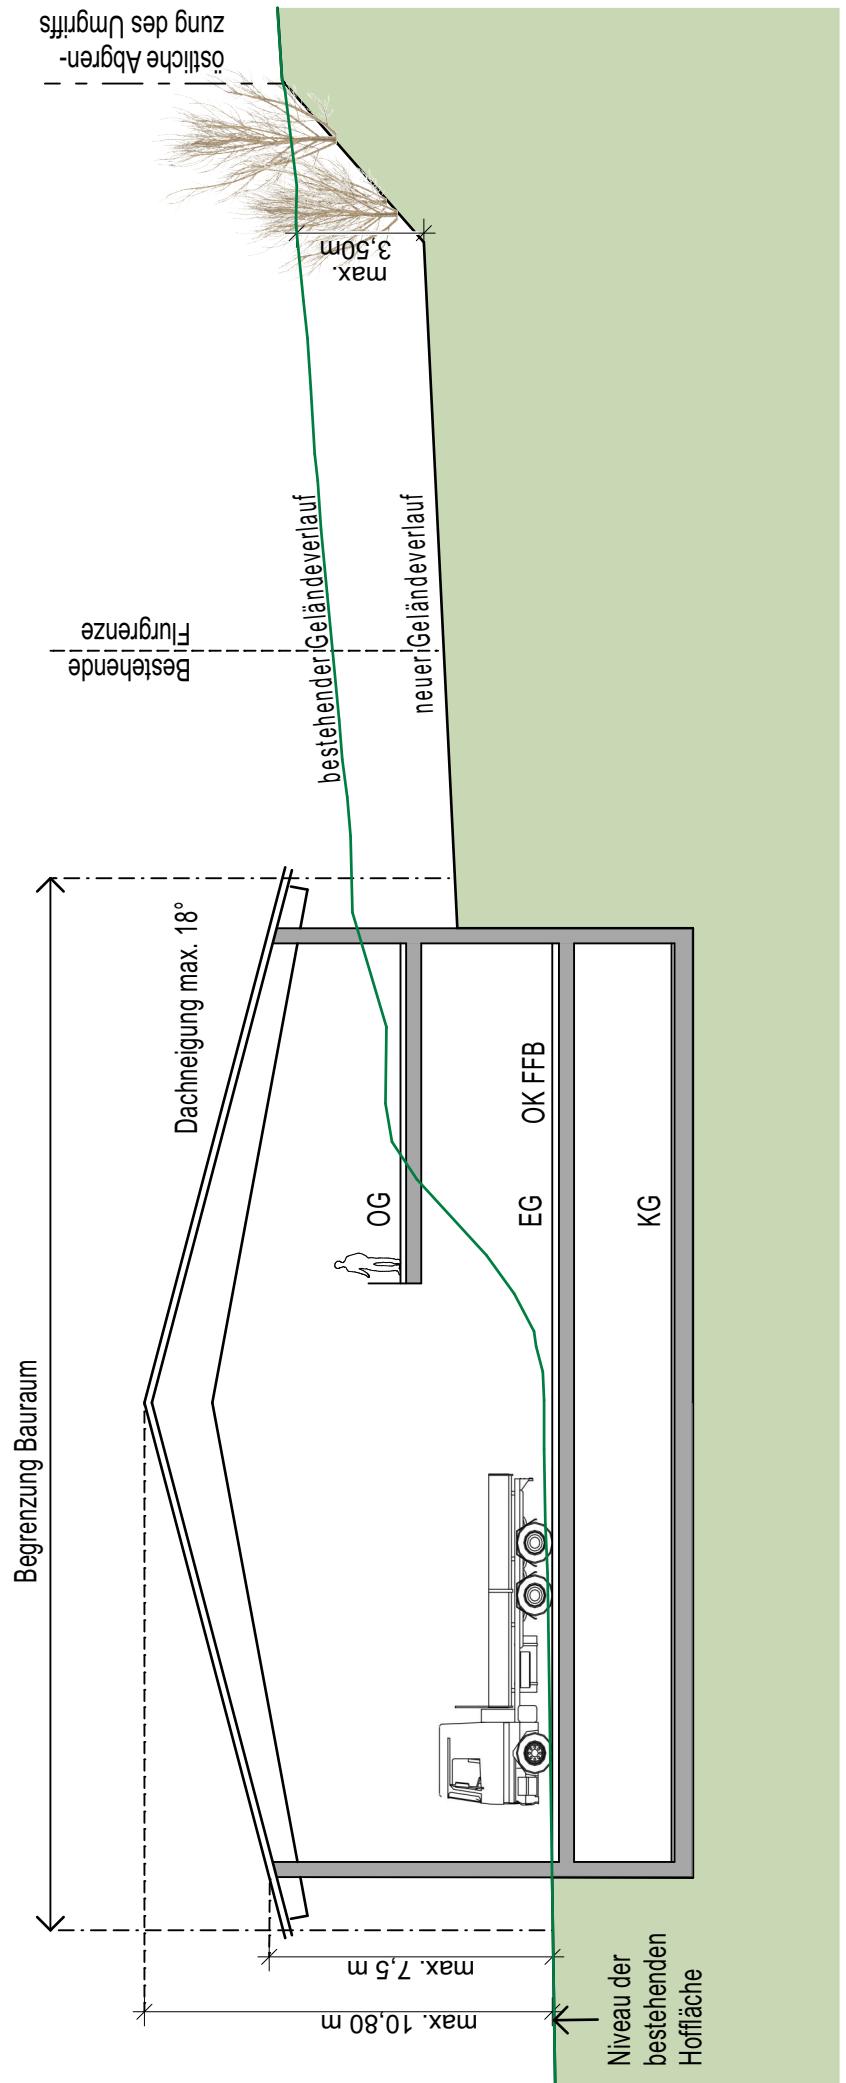 östliche Abgren-
zung des Umgriffs
max.
3,50m
bestehender Geländeverlauf
neuer Geländeverlauf
Bestehende
Flurgrenze
Dachneigung max. 18°
Begrenzung Bauraum
OG
EG
OK FFB
KG
max. 7,5 m
max. 10,80 m
Niveau der
bestehenden
Hoffläche